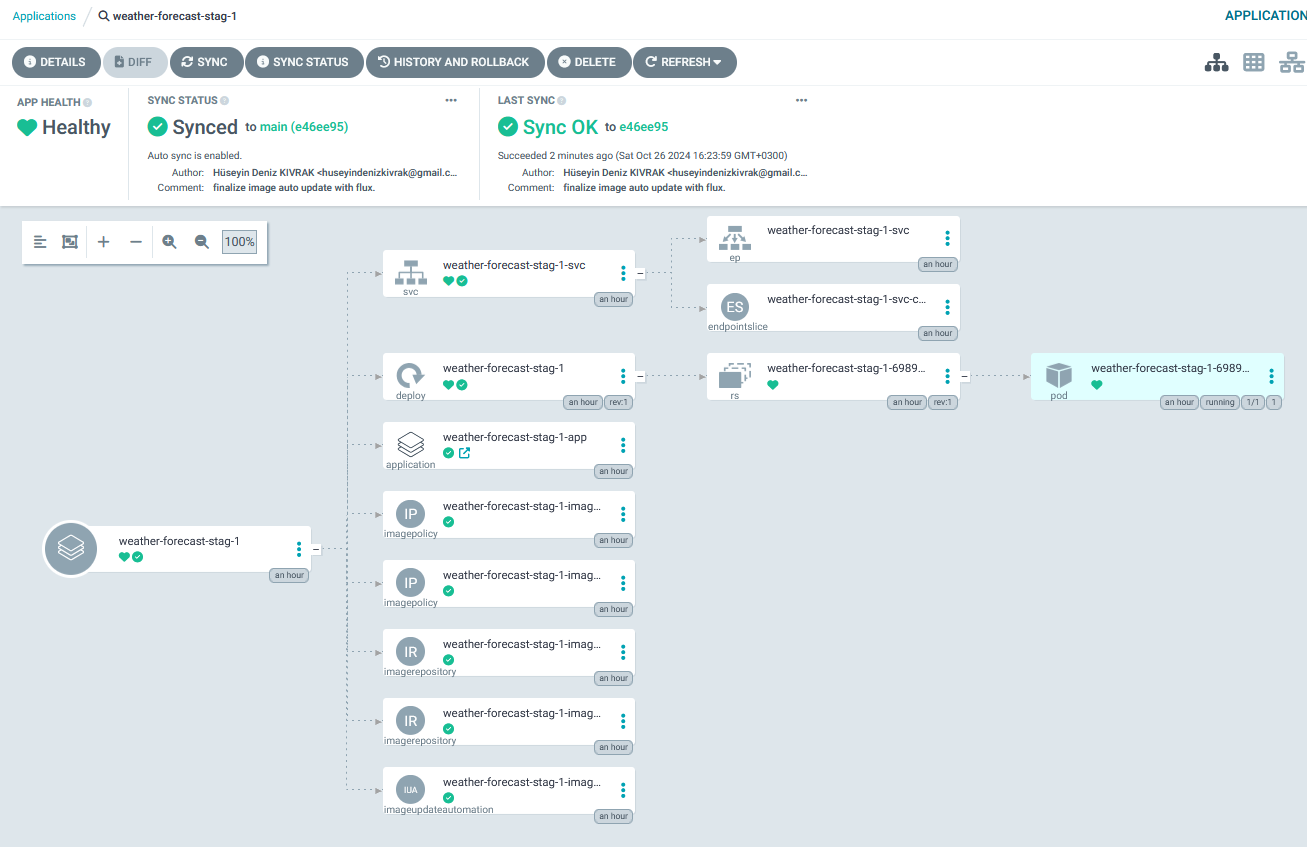 Applications / weather-forecast-stag-1
APPLICATION
DETAILS DIFF SYNC SYNC STATUS HISTORY AND ROLLBACK DELETE REFRESH
APP HEALTH
Healthy
SYNC STATUS
Synced to main (e46ee95)
Auto sync is enabled.
Author: Hüseyin Deniz KIVRAK <huseyindenizkivrak@gmail.c...
Comment: finalize image auto update with flux.
LAST SYNC
Sync OK to e46ee95
Succeeded 2 minutes ago (Sat Oct 26 2024 16:23:59 GMT+0300)
Author: Hüseyin Deniz KIVRAK <huseyindenizkivrak@gmail.c...
Comment: finalize image auto update with flux.
100%
weather-forecast-stag-1
an hour
svc
weather-forecast-stag-1-svc
an hour
ep
weather-forecast-stag-1-svc
an hour
ES
endpointslice
weather-forecast-stag-1-svc-c...
an hour
deploy
weather-forecast-stag-1
an hour rev:1
rs
weather-forecast-stag-1-6989...
an hour rev:1
pod
weather-forecast-stag-1-6989...
an hour running 1/1 1
application
weather-forecast-stag-1-app
an hour
IP
imagepolicy
weather-forecast-stag-1-imag...
an hour
IP
imagepolicy
weather-forecast-stag-1-imag...
an hour
IR
imagerepository
weather-forecast-stag-1-imag...
an hour
IR
imagerepository
weather-forecast-stag-1-imag...
an hour
IUA
imageupdateautomation
weather-forecast-stag-1-imag...
an hour